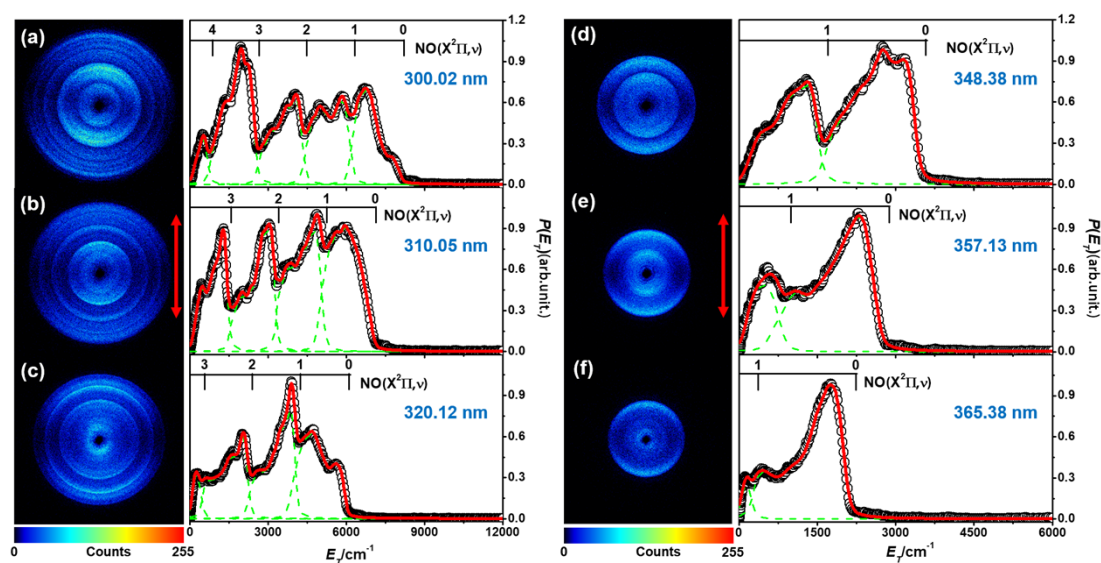 (a)
4 3 2 1 0
NO(X²Π,ν)
300.02 nm
1.2
0.9
0.6
0.3
0.0
(b)
3 2 1 0
NO(X²Π,ν)
310.05 nm
0.9
0.6
0.3
0.0
P(E_T)(arb.unit.)
(c)
3 2 1 0
NO(X²Π,ν)
320.12 nm
0.9
0.6
0.3
0.0
0 Counts 255
0 3000 6000 9000 12000
E_T/cm⁻¹
(d)
1 0
NO(X²Π,ν)
348.38 nm
1.2
0.9
0.6
0.3
0.0
(e)
1 0
NO(X²Π,ν)
357.13 nm
0.9
0.6
0.3
0.0
P(E_T)(arb.unit.)
(f)
1 0
NO(X²Π,ν)
365.38 nm
0.9
0.6
0.3
0.0
0 Counts 255
0 1500 3000 4500 6000
E_T/cm⁻¹